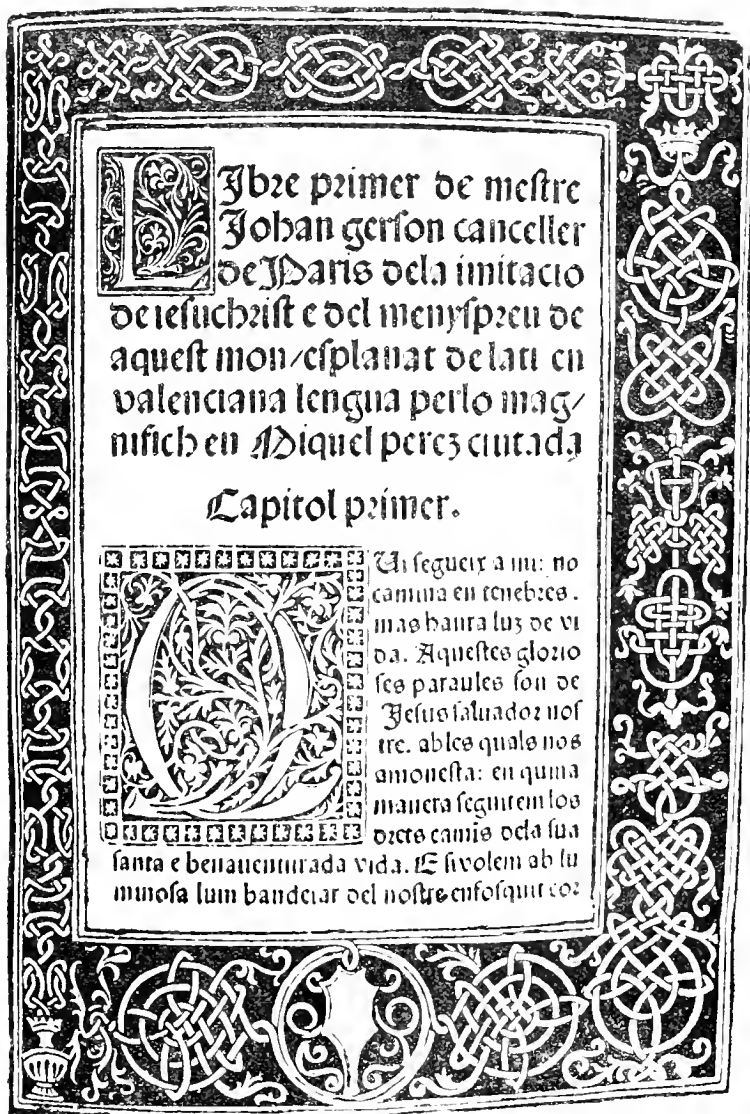 LIbre primer de mestre
Johan gerson canceller
de Paris dela imitacio
de iesuchrist e del menyspreu de
aquest mon/esplanat de lati en
valenciana lengua perlo mag/
nifich en Miquel perez ciutada
Capitol primer.
QUi segueix a mi: no
camina en tenebres.
mas haura luz de vi
da. Aquestes glorio
ses paraules son de
Jesus saluador nos
tre. ab les quals nos
amonesta: en quina
manera seguirem los
drets camis dela sua
santa e benauenturada vida. E si volem ab lu
minosa lum bandeiar del nostre enfosquit cor